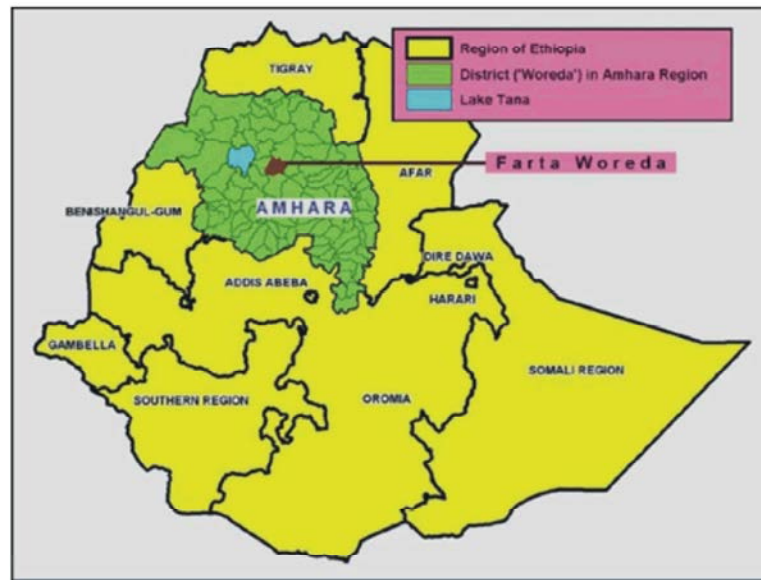 Region of Ethiopia
District ('Woreda') in Amhara Region
Lake Tana
TIGRAY
Farta Woreda
AFAR
BENISHANGUL-GUM
AMHARA
DIRE DAWA
ADDIS ABEBA
HARARI
GAMBELLA
SOMALI REGION
SOUTHERN REGION
OROMIA